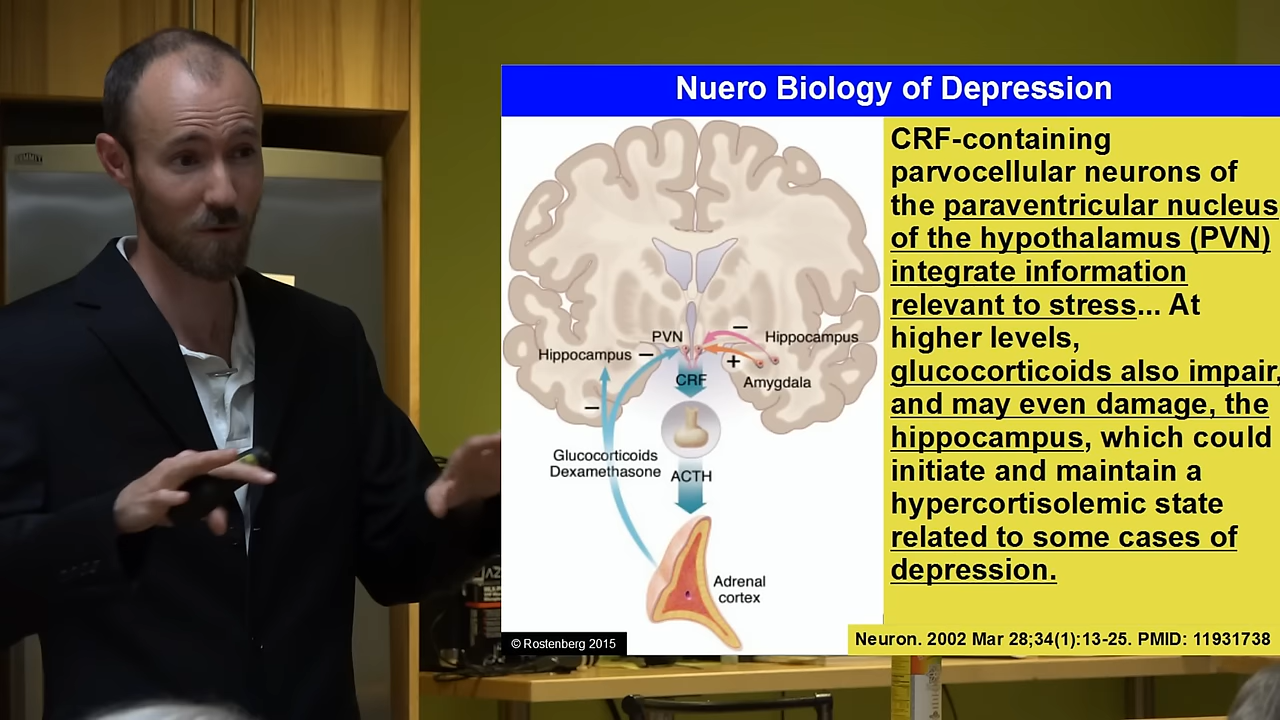 SUMMIT
Nuero Biology of Depression
CRF-containing
parvocellular neurons of
the paraventricular nucleus
of the hypothalamus (PVN)
integrate information
relevant to stress... At
higher levels,
glucocorticoids also impair,
and may even damage, the
hippocampus, which could
initiate and maintain a
hypercortisolemic state
related to some cases of
depression.
PVN
Hippocampus
Hippocampus
Amygdala
CRF
Glucocorticoids
Dexamethasone
ACTH
Adrenal
cortex
© Rostenberg 2015
Neuron. 2002 Mar 28;34(1):13-25. PMID: 11931738